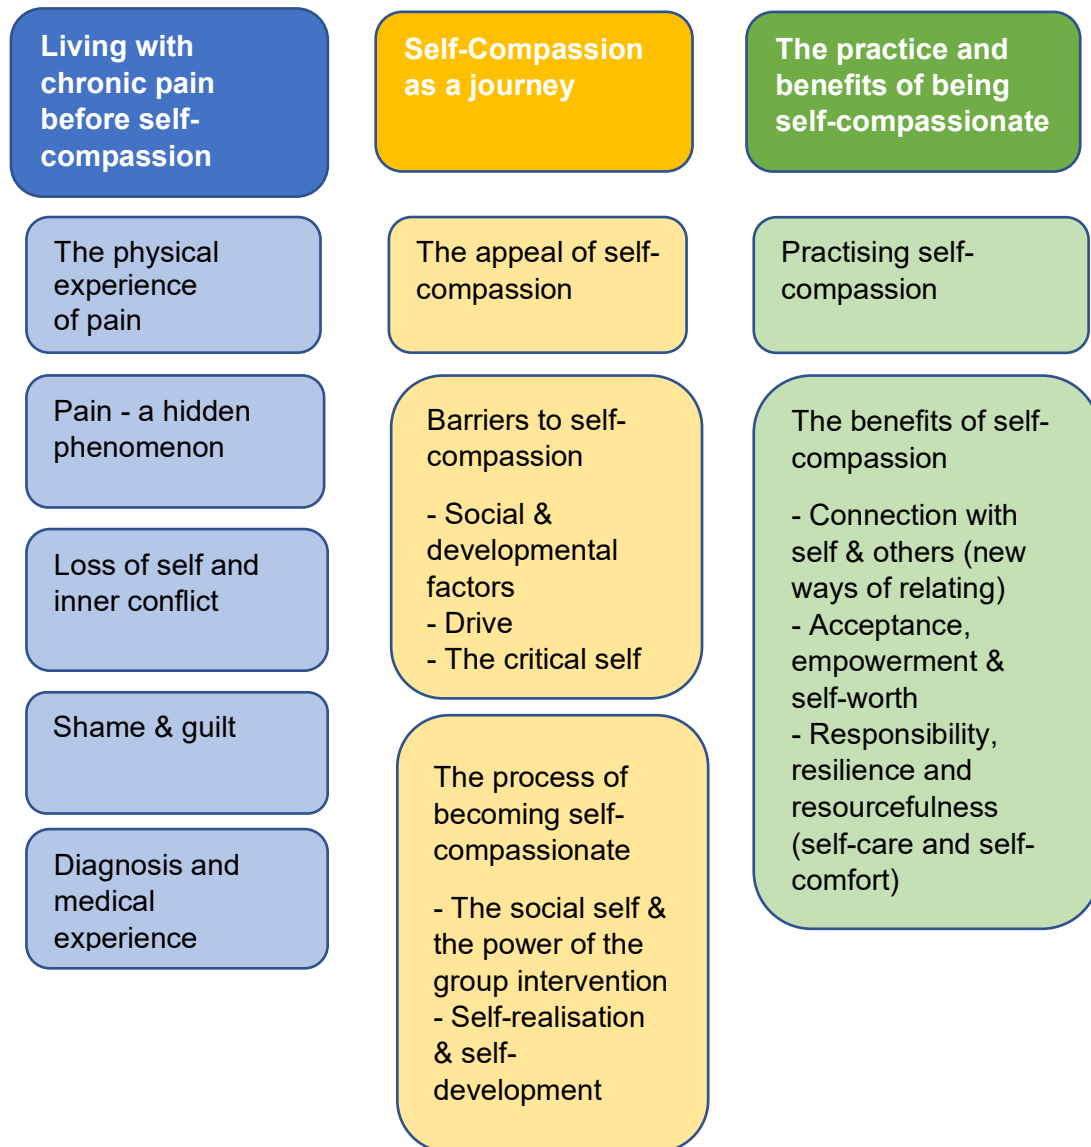 Living with
chronic pain
before self-
compassion
The physical
experience
of pain
Pain - a hidden
phenomenon
Loss of self and
inner conflict
Shame & guilt
Diagnosis and
medical
experience
Self-Compassion
as a journey
The appeal of self-
compassion
Barriers to self-
compassion
- Social &
developmental
factors
- Drive
- The critical self
The process of
becoming self-
compassionate
- The social self &
the power of the
group intervention
- Self-realisation
& self-
development
The practice and
benefits of being
self-compassionate
Practising self-
compassion
The benefits of self-
compassion
- Connection with
self & others (new
ways of relating)
- Acceptance,
empowerment &
self-worth
- Responsibility,
resilience and
resourcefulness
(self-care and self-
comfort)